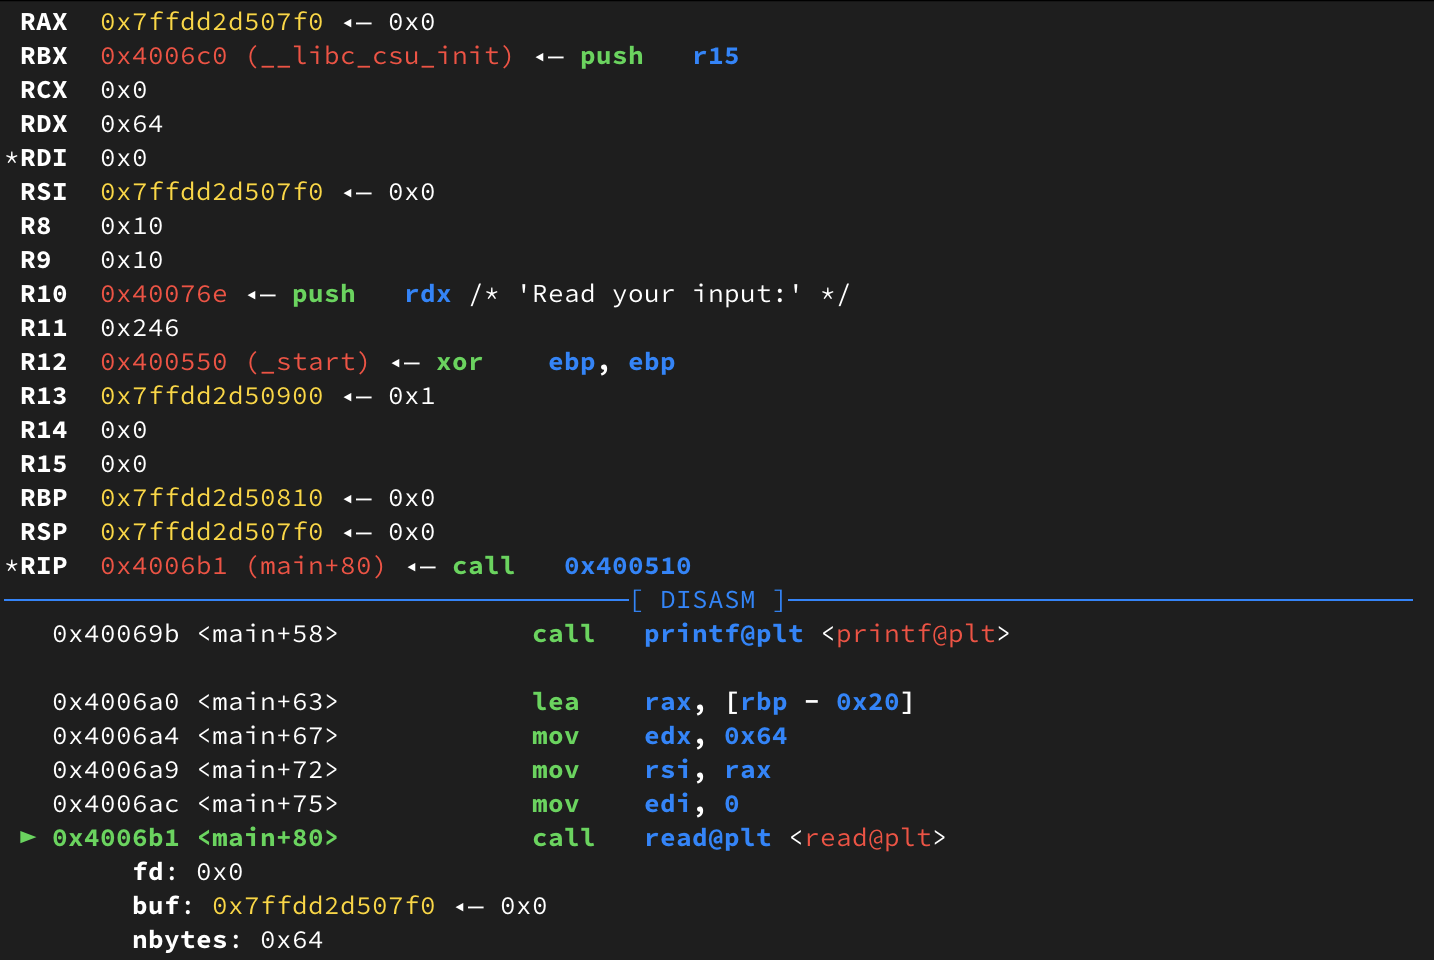 RAX 0x7ffdd2d507f0 ◂— 0x0
RBX 0x4006c0 (__libc_csu_init) ◂— push r15
RCX 0x0
RDX 0x64
*RDI 0x0
RSI 0x7ffdd2d507f0 ◂— 0x0
R8 0x10
R9 0x10
R10 0x40076e ◂— push rdx /* 'Read your input:' */
R11 0x246
R12 0x400550 (_start) ◂— xor ebp, ebp
R13 0x7ffdd2d50900 ◂— 0x1
R14 0x0
R15 0x0
RBP 0x7ffdd2d50810 ◂— 0x0
RSP 0x7ffdd2d507f0 ◂— 0x0
*RIP 0x4006b1 (main+80) ◂— call 0x400510
[ DISASM ]
0x40069b <main+58> call printf@plt <printf@plt>
0x4006a0 <main+63> lea rax, [rbp - 0x20]
0x4006a4 <main+67> mov edx, 0x64
0x4006a9 <main+72> mov rsi, rax
0x4006ac <main+75> mov edi, 0
► 0x4006b1 <main+80> call read@plt <read@plt>
fd: 0x0
buf: 0x7ffdd2d507f0 ◂— 0x0
nbytes: 0x64